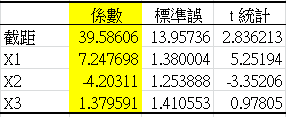 係數 標準誤 t 統計
截距 39.58606 13.95736 2.836213
X1 7.247698 1.380004 5.25194
X2 -4.20311 1.253888 -3.35206
X3 1.379591 1.410553 0.97805